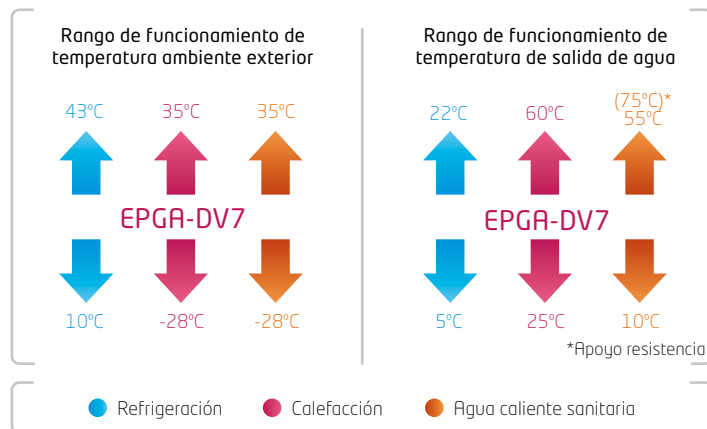 Rango de funcionamiento de
temperatura ambiente exterior
43ºC 35ºC 35ºC
EPGA-DV7
10ºC -28ºC -28ºC
Rango de funcionamiento de
temperatura de salida de agua
22ºC 60ºC (75ºC)*
55ºC
EPGA-DV7
5ºC 25ºC 10ºC
*Apoyo resistencia
Refrigeración Calefacción Agua caliente sanitaria